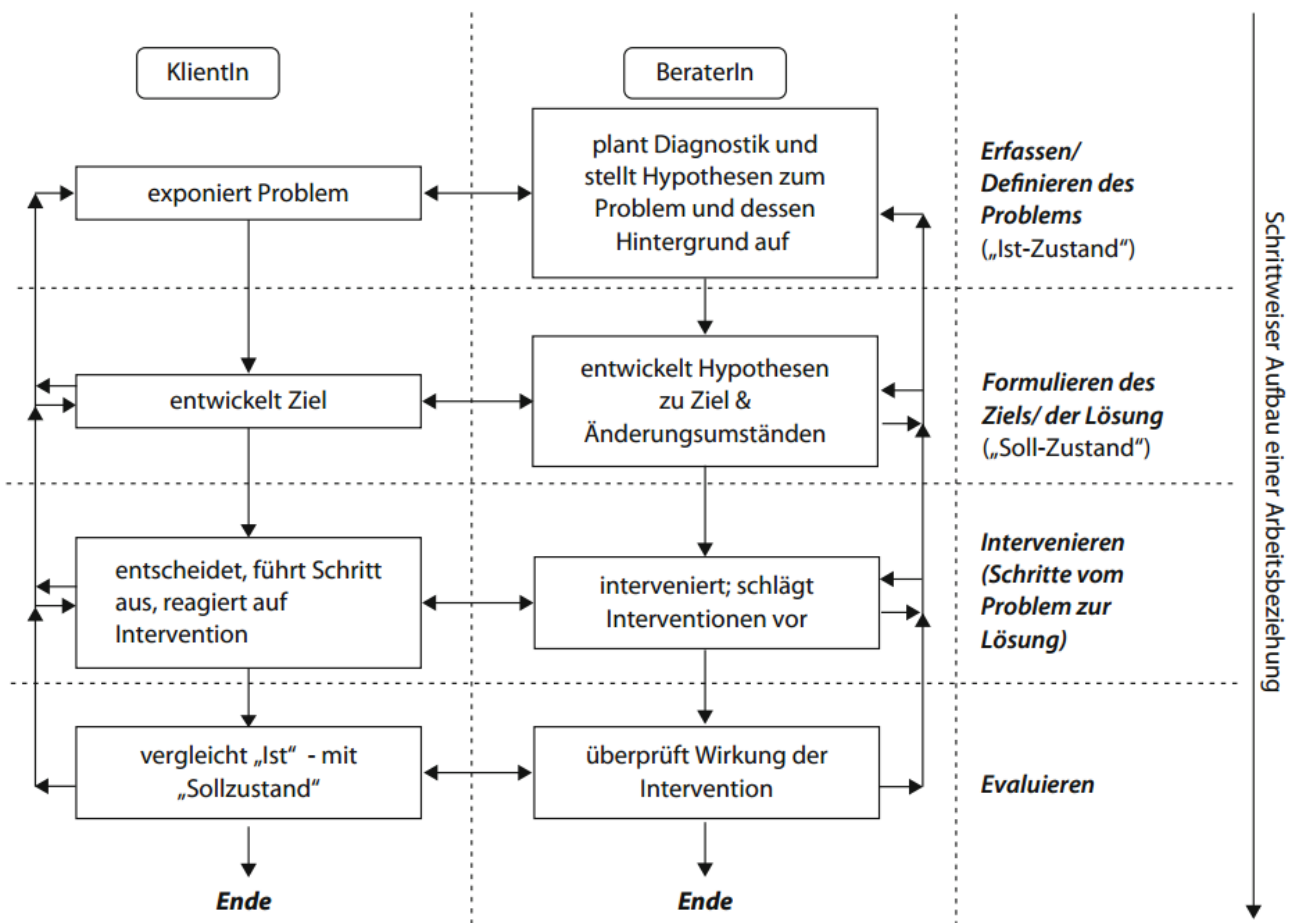 KlientIn
BeraterIn
exponiert Problem
plant Diagnostik und
stellt Hypothesen zum
Problem und dessen
Hintergrund auf
Erfassen/
Definieren des
Problems
(„Ist-Zustand“)
entwickelt Ziel
entwickelt Hypothesen
zu Ziel &
Änderungsumständen
Formulieren des
Ziels/ der Lösung
(„Soll-Zustand“)
entscheidet, führt Schritt
aus, reagiert auf
Intervention
interveniert; schlägt
Interventionen vor
Intervenieren
(Schritte vom
Problem zur
Lösung)
vergleicht „Ist“ - mit
„Sollzustand“
überprüft Wirkung der
Intervention
Evaluieren
Ende
Ende
Schrittweiser Aufbau einer Arbeitsbeziehung